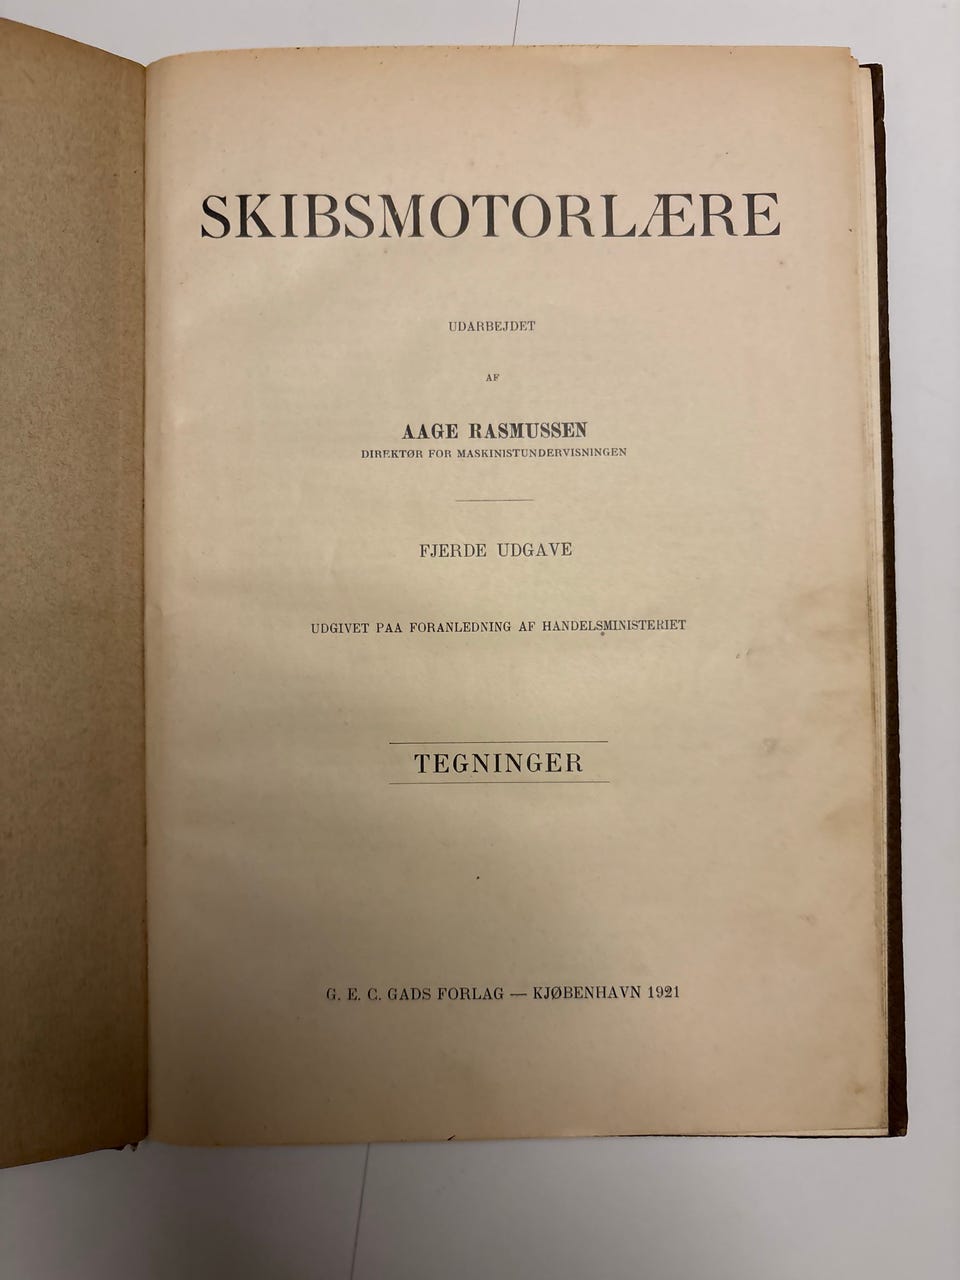 SKIBSMOTORLÆRE
UDARBEJDET
AF
AAGE RASMUSSEN
DIREKTØR FOR MASKINISTUNDERVISNINGEN
FJERDE UDGAVE
UDGIVET PAA FORANLEDNING AF HANDELSMINISTERIET
TEGNINGER
G. E. C. GADS FORLAG — KJØBENHAVN 1921